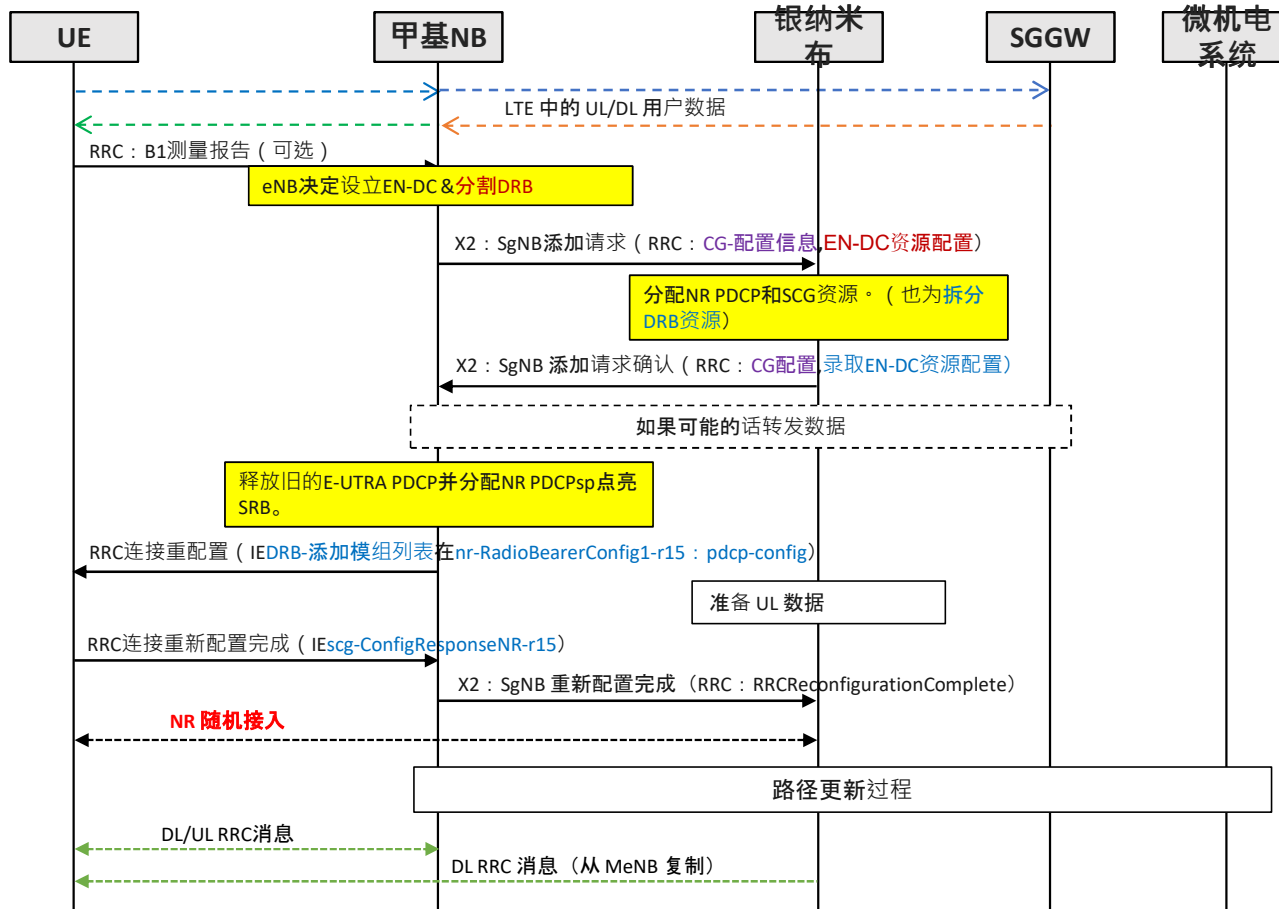 UE
甲基NB
银纳米
布
SGGW
微机电
系统
LTE 中的 UL/DL 用户数据
RRC：B1测量报告（可选）
eNB决定设立EN-DC &分割DRB
X2：SgNB添加请求（RRC：CG-配置信息,EN-DC资源配置）
分配NR PDCP和SCG资源。（也为拆分
DRB资源）
X2：SgNB 添加请求确认（RRC：CG配置,录取EN-DC资源配置）
如果可能的话转发数据
释放旧的E-UTRA PDCP并分配NR PDCPsp点亮
SRB。
RRC连接重配置（IEDRB-添加模组列表在nr-RadioBearerConfig1-r15：pdcp-config）
准备 UL 数据
RRC连接重新配置完成（IEscg-ConfigResponseNR-r15）
X2：SgNB 重新配置完成（RRC：RRCReconfigurationComplete）
NR 随机接入
路径更新过程
DL/UL RRC消息
DL RRC 消息（从 MeNB 复制）